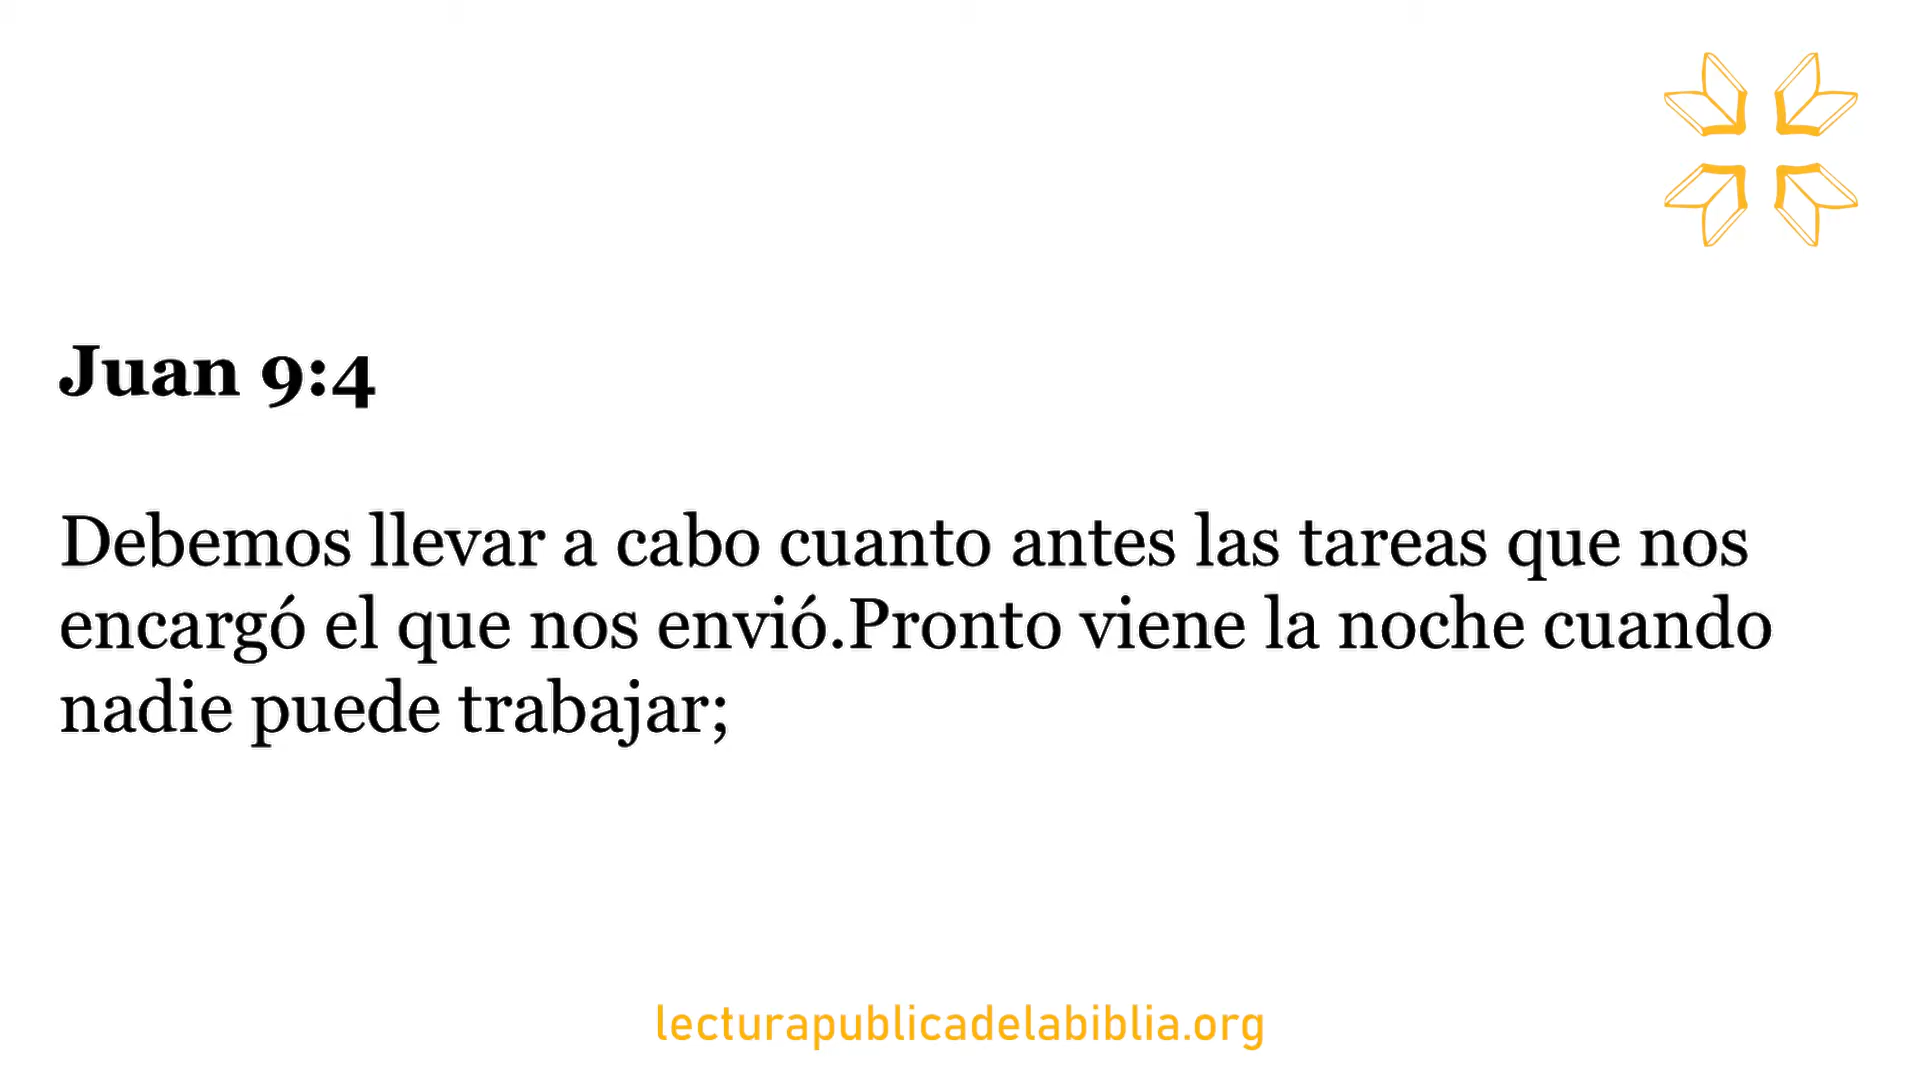 Juan 9:4
Debemos llevar a cabo cuanto antes las tareas que nos
encargó el que nos envió.Pronto viene la noche cuando
nadie puede trabajar;
lecturapublicadelabiblia.org